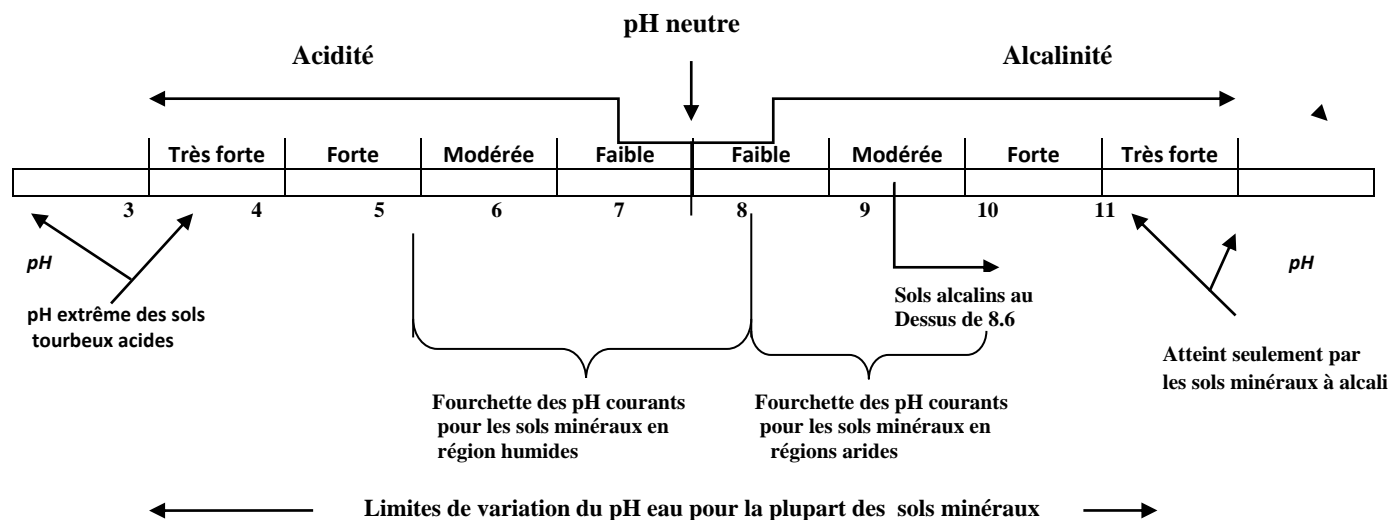 pH neutre
Acidité
Alcalinité
Très forte Forte Modérée Faible Faible Modérée Forte Très forte
3 4 5 6 7 8 9 10 11
pH
pH
pH extrême des sols
tourbeux acides
Sols alcalins au
Dessus de 8.6
Atteint seulement par
les sols minéraux à alcali
Fourchette des pH courants
pour les sols minéraux en
région humides
Fourchette des pH courants
pour les sols minéraux en
régions arides
Limites de variation du pH eau pour la plupart des sols minéraux